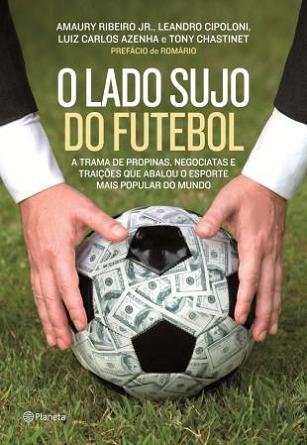 AMAURY RIBEIRO JR., LEANDRO CIPOLONI,
LUIZ CARLOS AZENHA e TONY CHASTINET
PREFÁCIO de ROMÁRIO
O LADO SUJO
DO FUTEBOL
A TRAMA DE PROPINAS, NEGOCIATAS E
TRAIÇÕES QUE ABALOU O ESPORTE
MAIS POPULAR DO MUNDO
Planeta